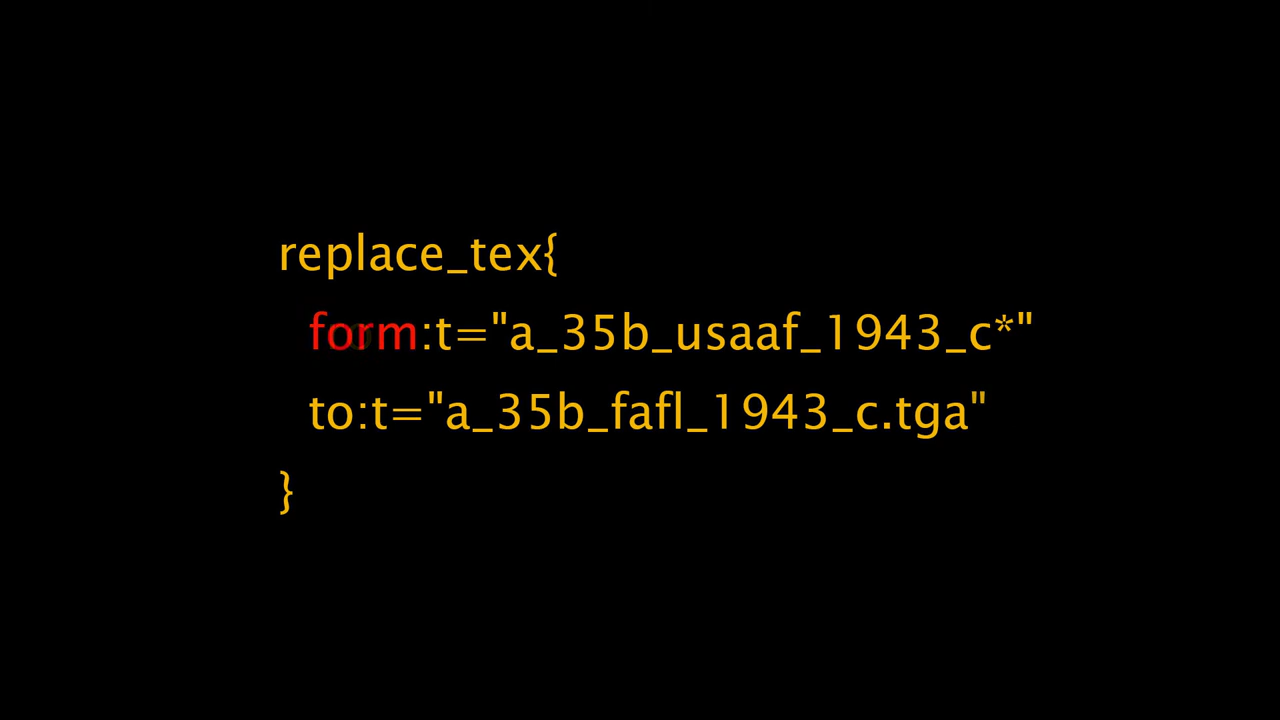 replace_tex{
form:t="a_35b_usaaf_1943_c*"
to:t="a_35b_fafl_1943_c.tga"
}